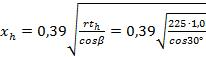 x_h = 0,39 √(rt_h / cosβ) = 0,39 √(225·1,0 / cos30°)